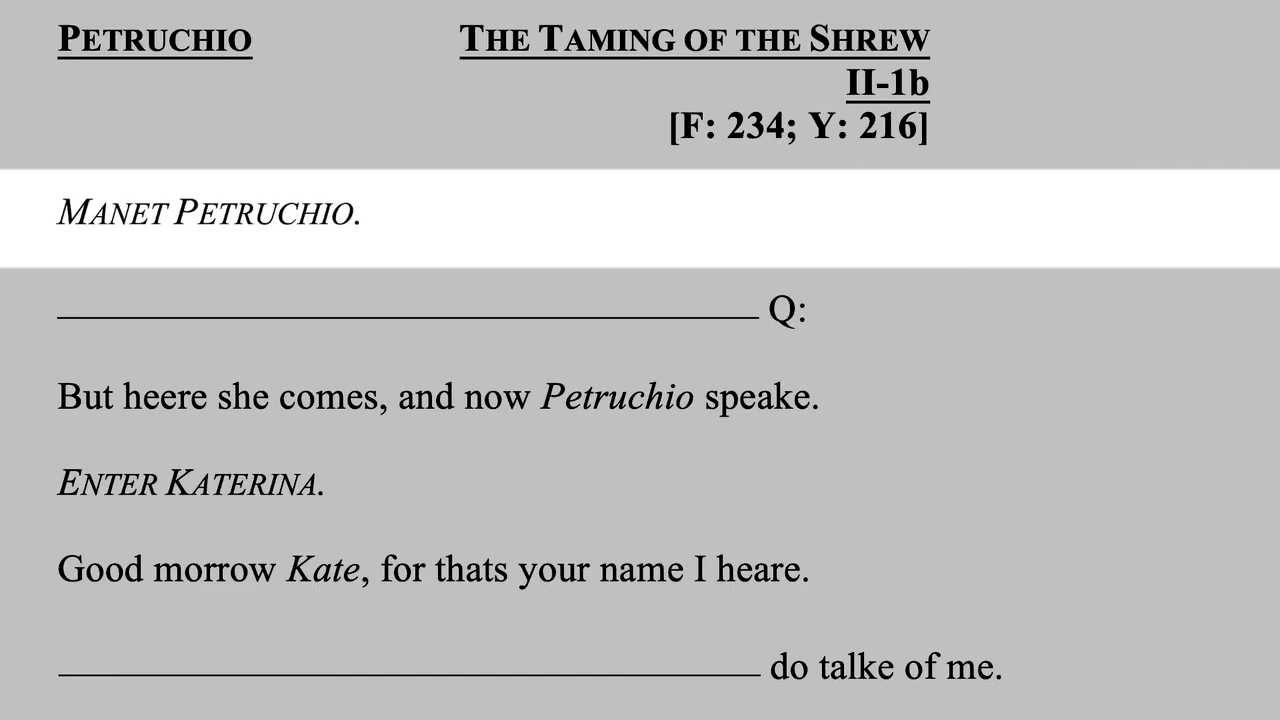 PETRUCHIO THE TAMING OF THE SHREW
II-1b
[F: 234; Y: 216]
MANET PETRUCHIO.
Q:
But heere she comes, and now Petruchio speake.
ENTER KATERINA.
Good morrow Kate, for thats your name I heare.
do talke of me.